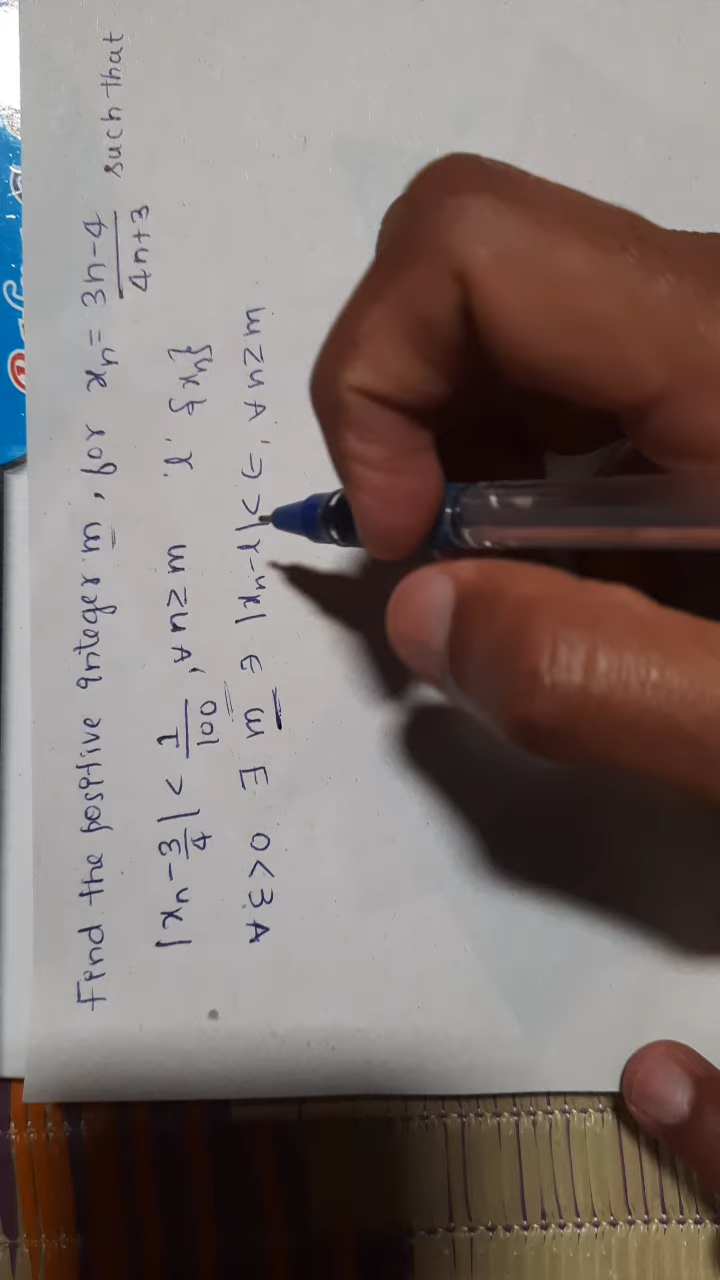 Find the positive integer m, for xₙ = (3n-4)/(4n+3) such that
|xₙ - 3/4| < 1/100, ∀ n ≥ m 'l' {xₙ}
∀ ε > 0 ∃ m ∋ |xₙ - l| < ε, ∀ n ≥ m